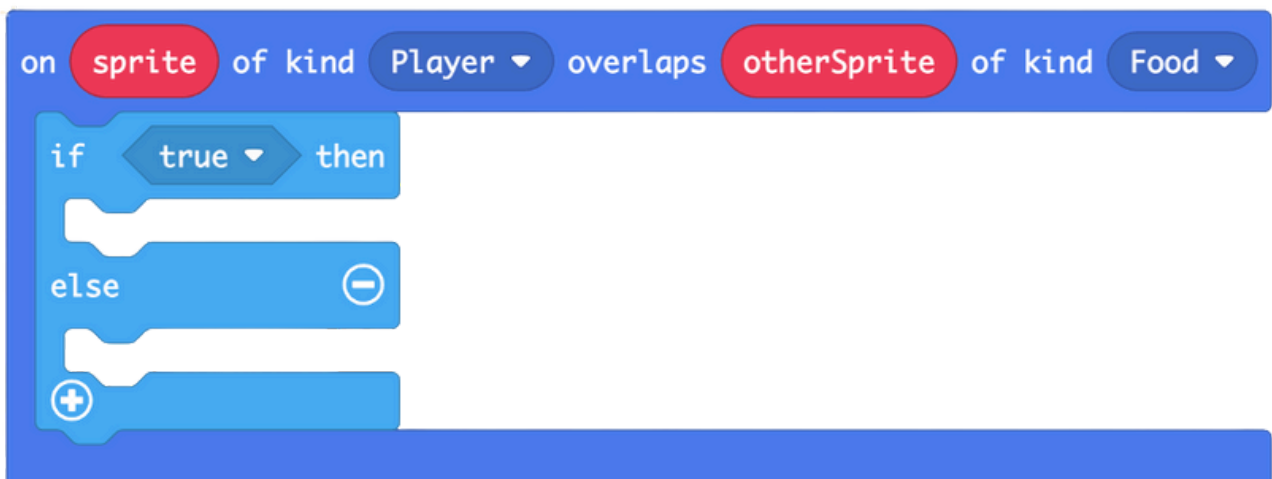 on sprite of kind Player overlaps otherSprite of kind Food
if true then
else